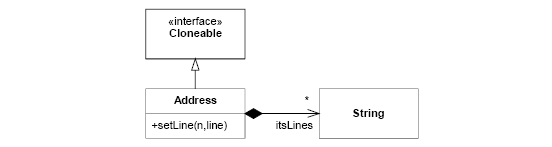 «interface»
Cloneable
Address
+setLine(n,line)
*
itsLines
String